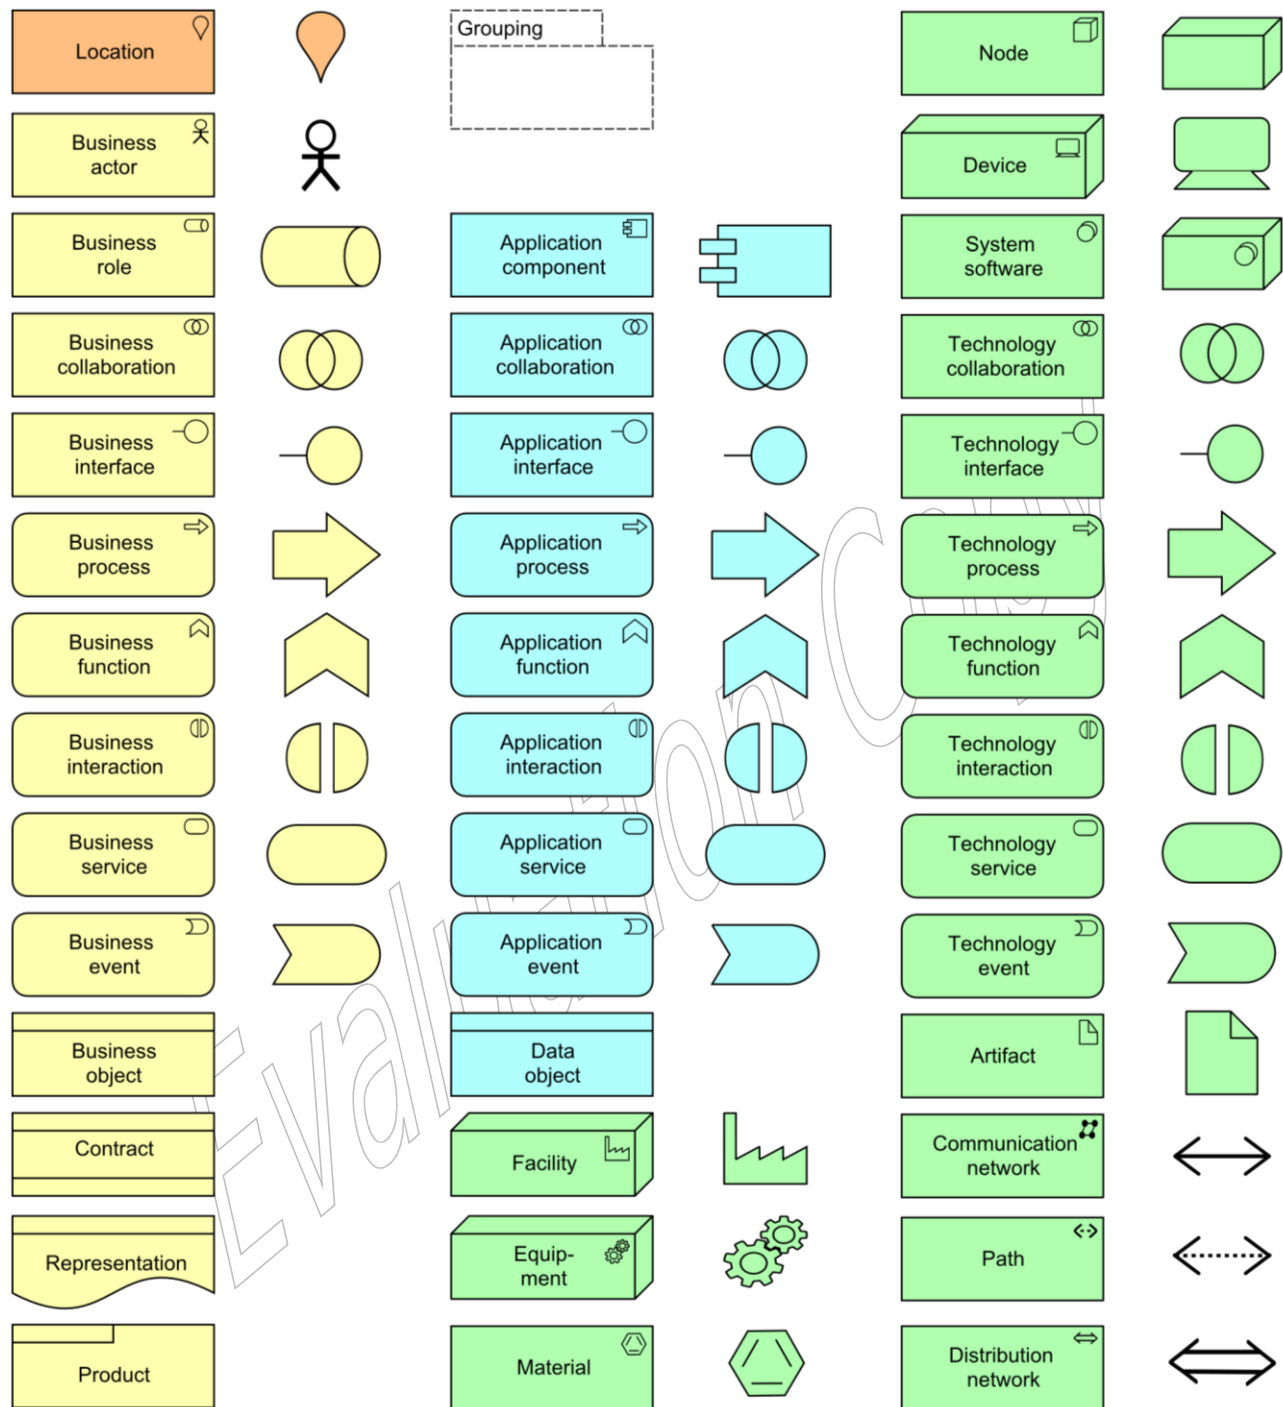 Location
Grouping
Node
Business
actor
Device
Business
role
Application
component
System
software
Business
collaboration
Application
collaboration
Technology
collaboration
Business
interface
Application
interface
Technology
interface
Business
process
Application
process
Technology
process
Business
function
Application
function
Technology
function
Business
interaction
Application
interaction
Technology
interaction
Business
service
Application
service
Technology
service
Business
event
Application
event
Technology
event
Business
object
Data
object
Artifact
Contract
Facility
Communication
network
Representation
Equip-
ment
Path
Product
Material
Distribution
network
Evaluation Copy